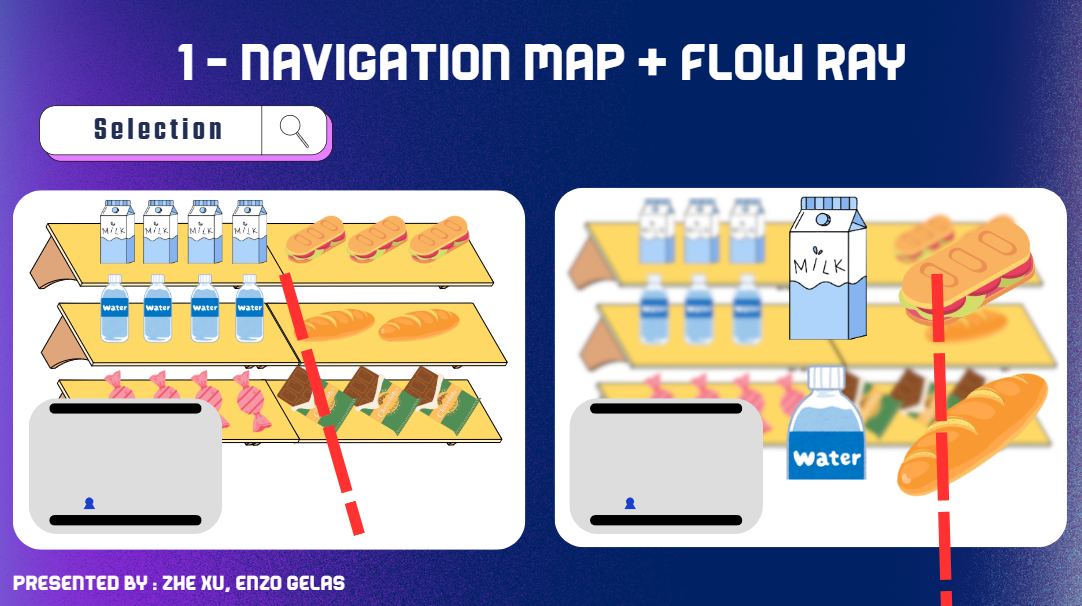 1 - NAVIGATION MAP + FLOW RAY
Selection
MILK MILK MILK MILK
Water Water Water Water
MILK
Water
PRESENTED BY : ZHE XU, ENZO GELAS